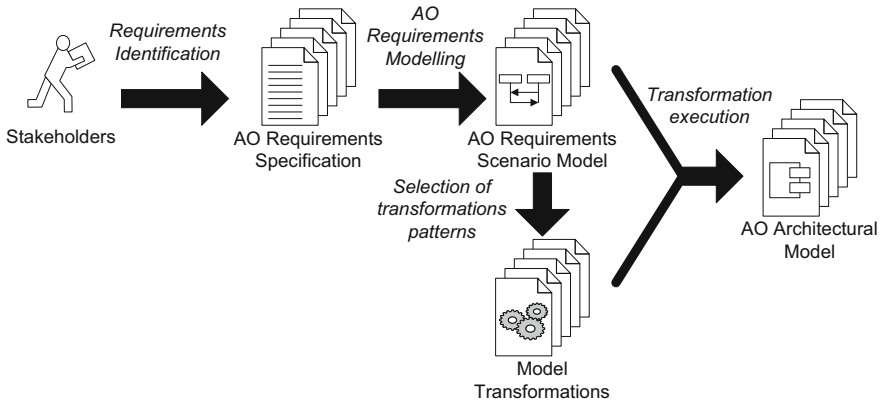 Requirements
Identification
Stakeholders
AO Requirements
Specification
AO
Requirements
Modelling
AO Requirements
Scenario Model
Selection of
transformations
patterns
Model
Transformations
Transformation
execution
AO Architectural
Model